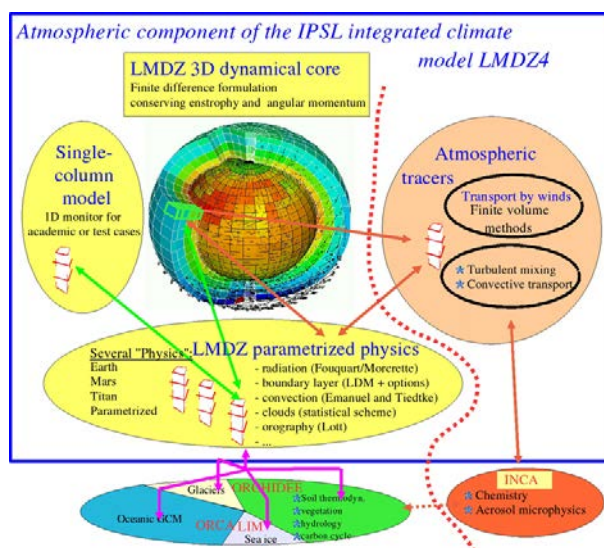 Atmospheric component of the IPSL integrated climate
model LMDZ4
LMDZ 3D dynamical core
Finite difference formulation
conserving enstrophy and angular momentum
Single-
column
model
1D monitor for
academic or test cases
Atmospheric
tracers
Transport by winds
Finite volume
methods
* Turbulent mixing
* Convective transport
LMDZ parametrized physics
Several "Physics":
Earth
Mars
Titan
Parametrized
- radiation (Fouquart/Morcrette)
- boundary layer (LDM + options)
- convection (Emanuel and Tiedtke)
- clouds (statistical scheme)
- orography (Lott)
- ...
Glaciers
ORCHIDEE
* Soil thermodyn.
* vegetation
* hydrology
* carbon cycle
Oceanic GCM
ORCA LIM
Sea ice
INCA
* Chemistry
* Aerosol microphysics